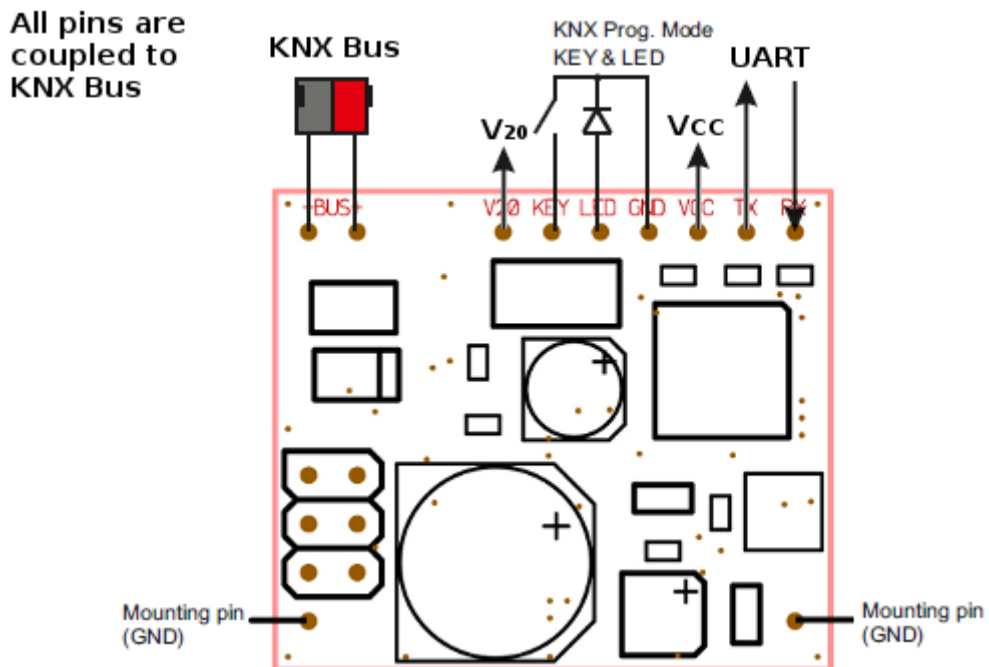 All pins are
coupled to
KNX Bus
KNX Bus
KNX Prog. Mode
KEY & LED
UART
V20
VCC
-BUS+
V20 KEY LED GND VCC TX RX
+
+
+
Mounting pin
(GND)
Mounting pin
(GND)